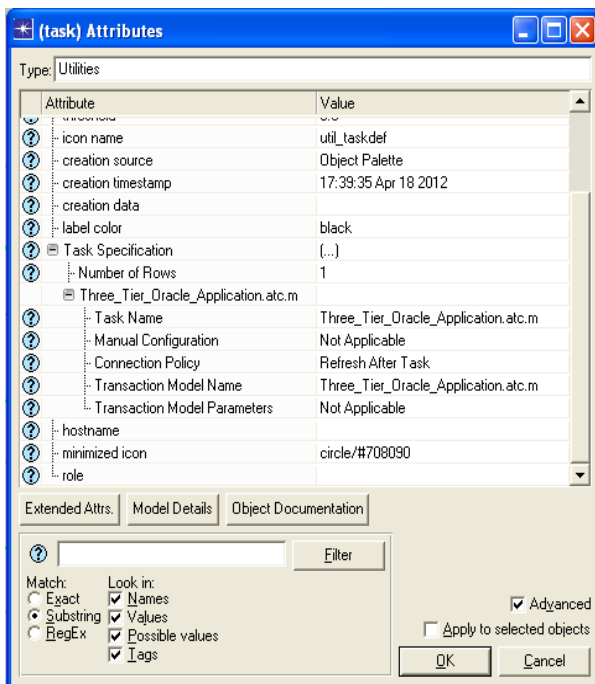 (task) Attributes
Type: Utilities
Attribute Value
threshold 0.0
icon name util_taskdef
creation source Object Palette
creation timestamp 17:39:35 Apr 18 2012
creation data
label color black
Task Specification (...)
Number of Rows 1
Three_Tier_Oracle_Application.atc.m
Task Name Three_Tier_Oracle_Application.atc.m
Manual Configuration Not Applicable
Connection Policy Refresh After Task
Transaction Model Name Three_Tier_Oracle_Application.atc.m
Transaction Model Parameters Not Applicable
hostname
minimized icon circle/#708090
role
Extended Attrs. Model Details Object Documentation
Filter
Match: Look in:
Exact Names
Substring Values
RegEx Possible values
Tags
Advanced
Apply to selected objects
OK Cancel